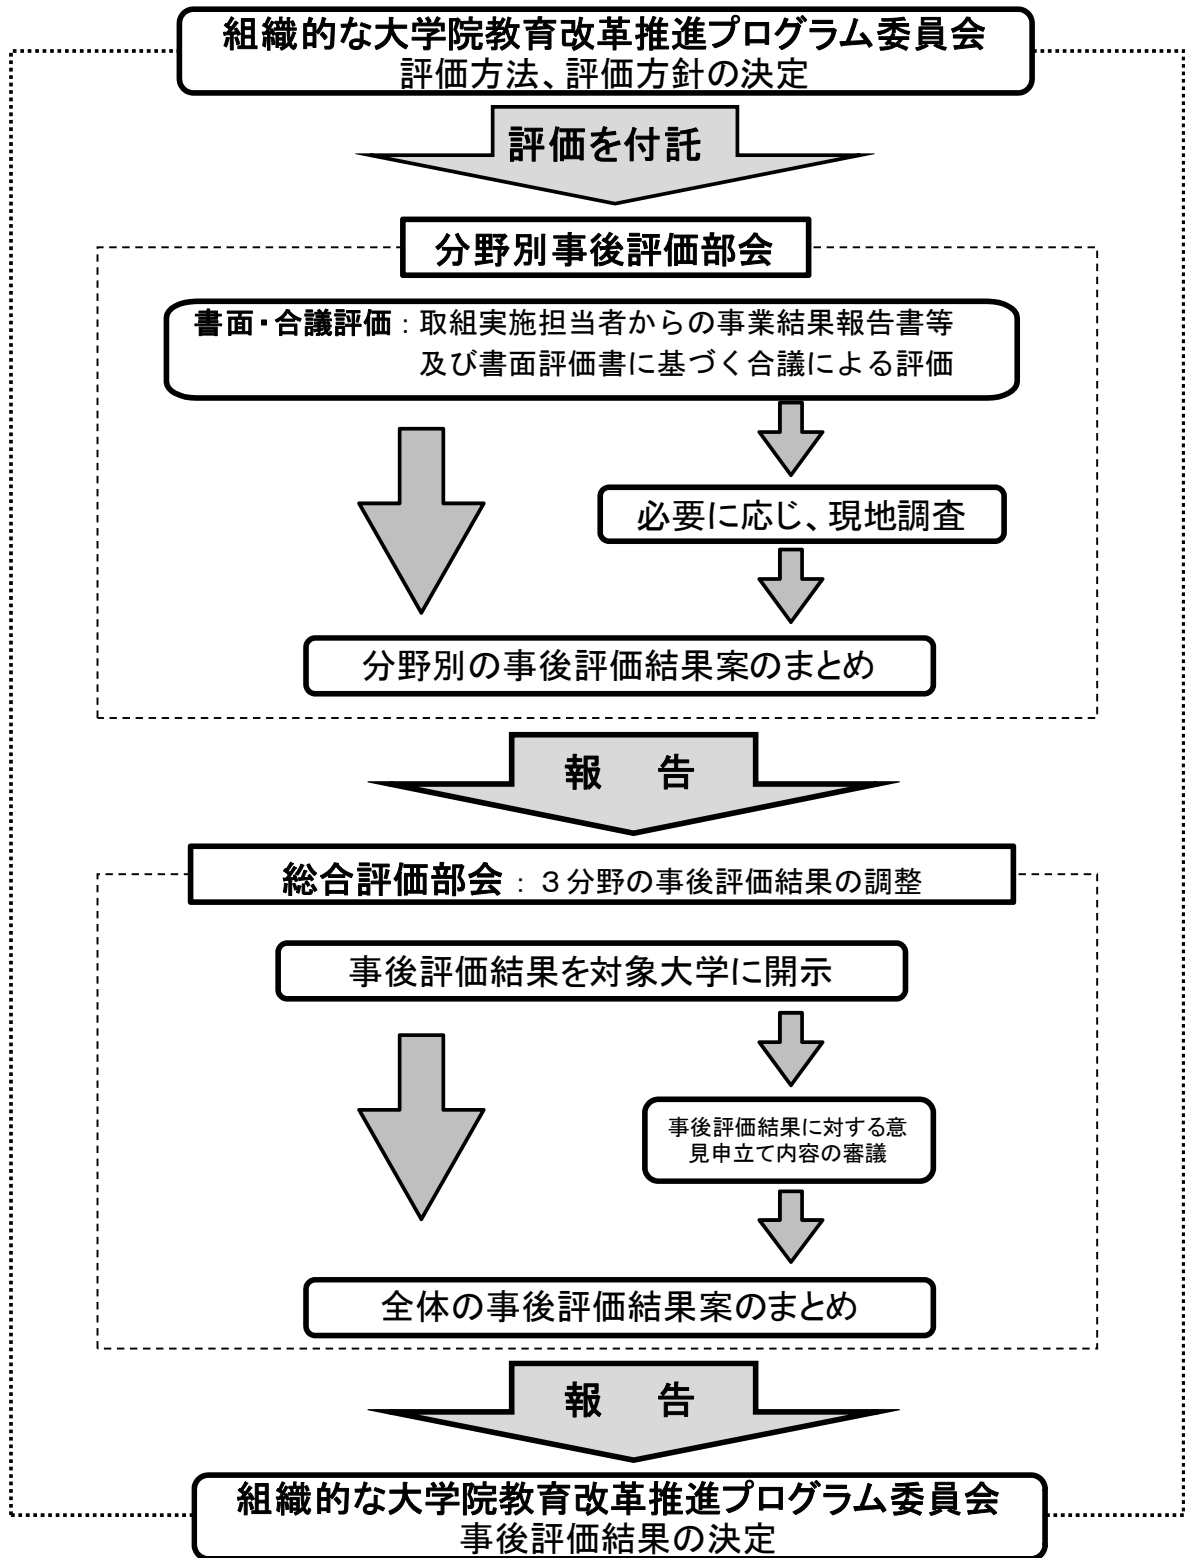 組織的な大学院教育改革推進プログラム委員会
評価方法、評価方針の決定
評価を付託
分野別事後評価部会
書面・合議評価：取組実施担当者からの事業結果報告書等
及び書面評価書に基づく合議による評価
必要に応じ、現地調査
分野別の事後評価結果案のまとめ
報　告
総合評価部会：３分野の事後評価結果の調整
事後評価結果を対象大学に開示
事後評価結果に対する意
見申立て内容の審議
全体の事後評価結果案のまとめ
報　告
組織的な大学院教育改革推進プログラム委員会
事後評価結果の決定